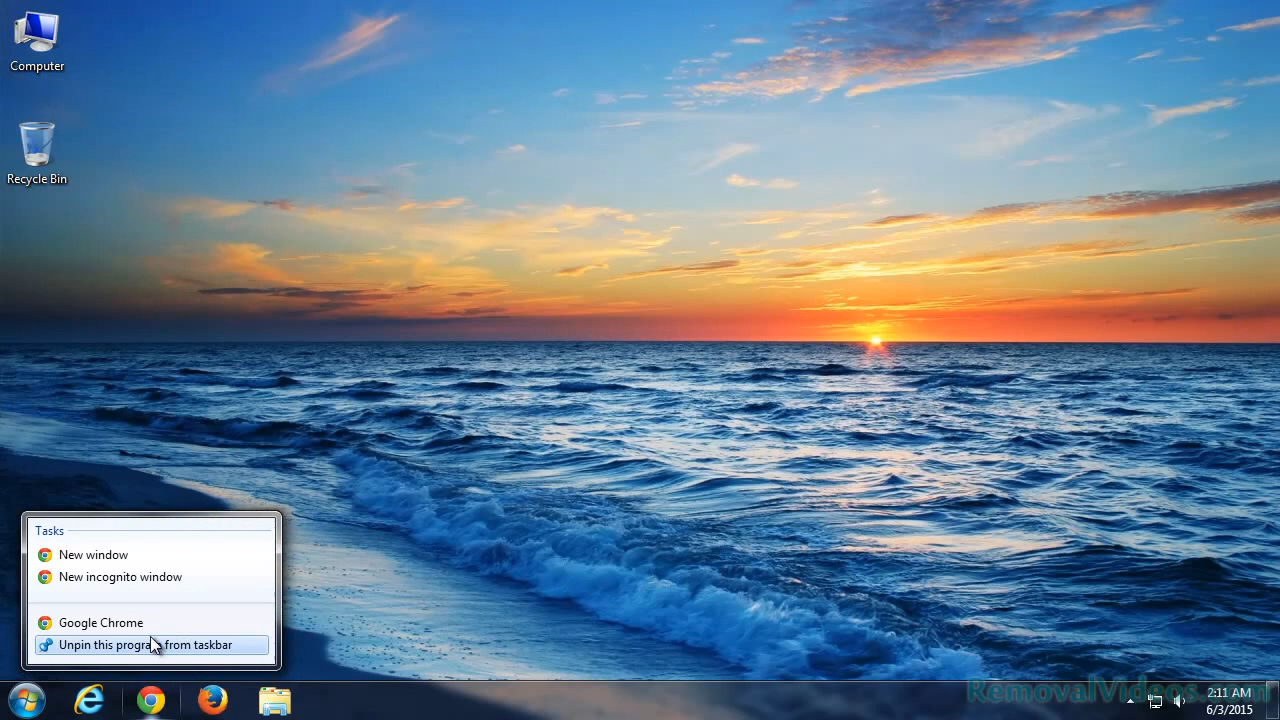 Computer
Recycle Bin
Tasks
New window
New incognito window
Google Chrome
Unpin this program from taskbar
RemovalVideos.com
2:11 AM
6/3/2015